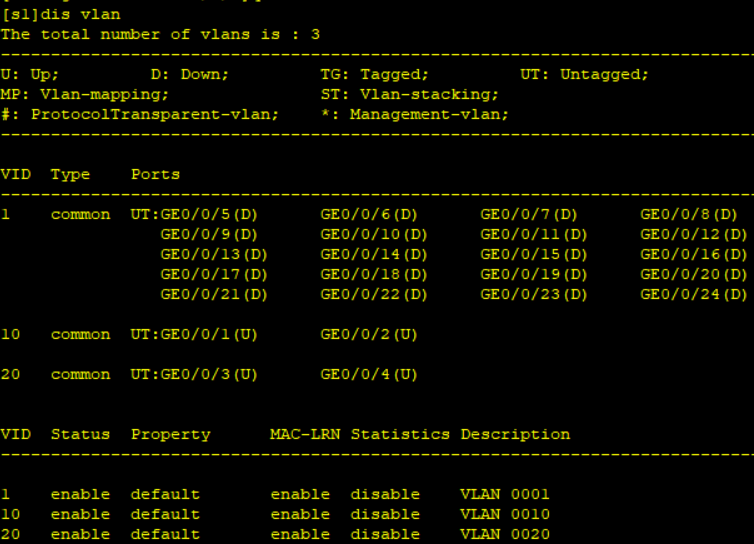 [s1]dis vlan
The total number of vlans is : 3
--------------------------------------------------------------------------------
U: Up;         D: Down;         TG: Tagged;         UT: Untagged;
MP: Vlan-mapping;               ST: Vlan-stacking;
#: ProtocolTransparent-vlan;    *: Management-vlan;
--------------------------------------------------------------------------------
VID  Type    Ports
--------------------------------------------------------------------------------
1    common  UT:GE0/0/5(D)      GE0/0/6(D)      GE0/0/7(D)      GE0/0/8(D)
                GE0/0/9(D)      GE0/0/10(D)     GE0/0/11(D)     GE0/0/12(D)
                GE0/0/13(D)     GE0/0/14(D)     GE0/0/15(D)     GE0/0/16(D)
                GE0/0/17(D)     GE0/0/18(D)     GE0/0/19(D)     GE0/0/20(D)
                GE0/0/21(D)     GE0/0/22(D)     GE0/0/23(D)     GE0/0/24(D)
10   common  UT:GE0/0/1(U)      GE0/0/2(U)
20   common  UT:GE0/0/3(U)      GE0/0/4(U)
VID  Status  Property      MAC-LRN Statistics Description
--------------------------------------------------------------------------------
1    enable  default       enable  disable    VLAN 0001
10   enable  default       enable  disable    VLAN 0010
20   enable  default       enable  disable    VLAN 0020